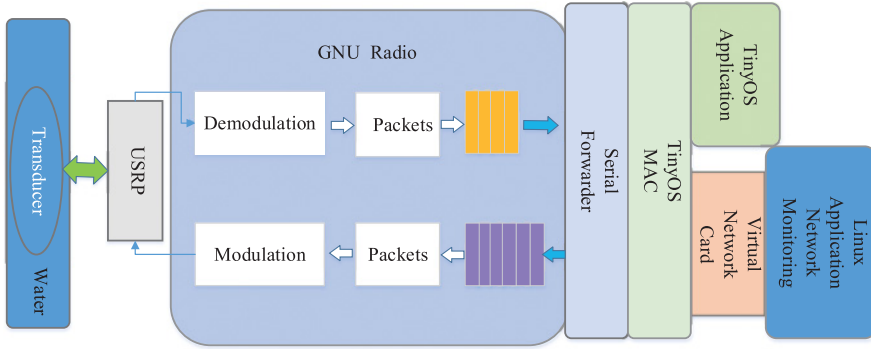 Transducer
Water
USRP
GNU Radio
Demodulation
Packets
Modulation
Packets
Serial
Forwarder
TinyOS
MAC
TinyOS
Application
Virtual
Network
Card
Linux
Application
Network
Monitoring